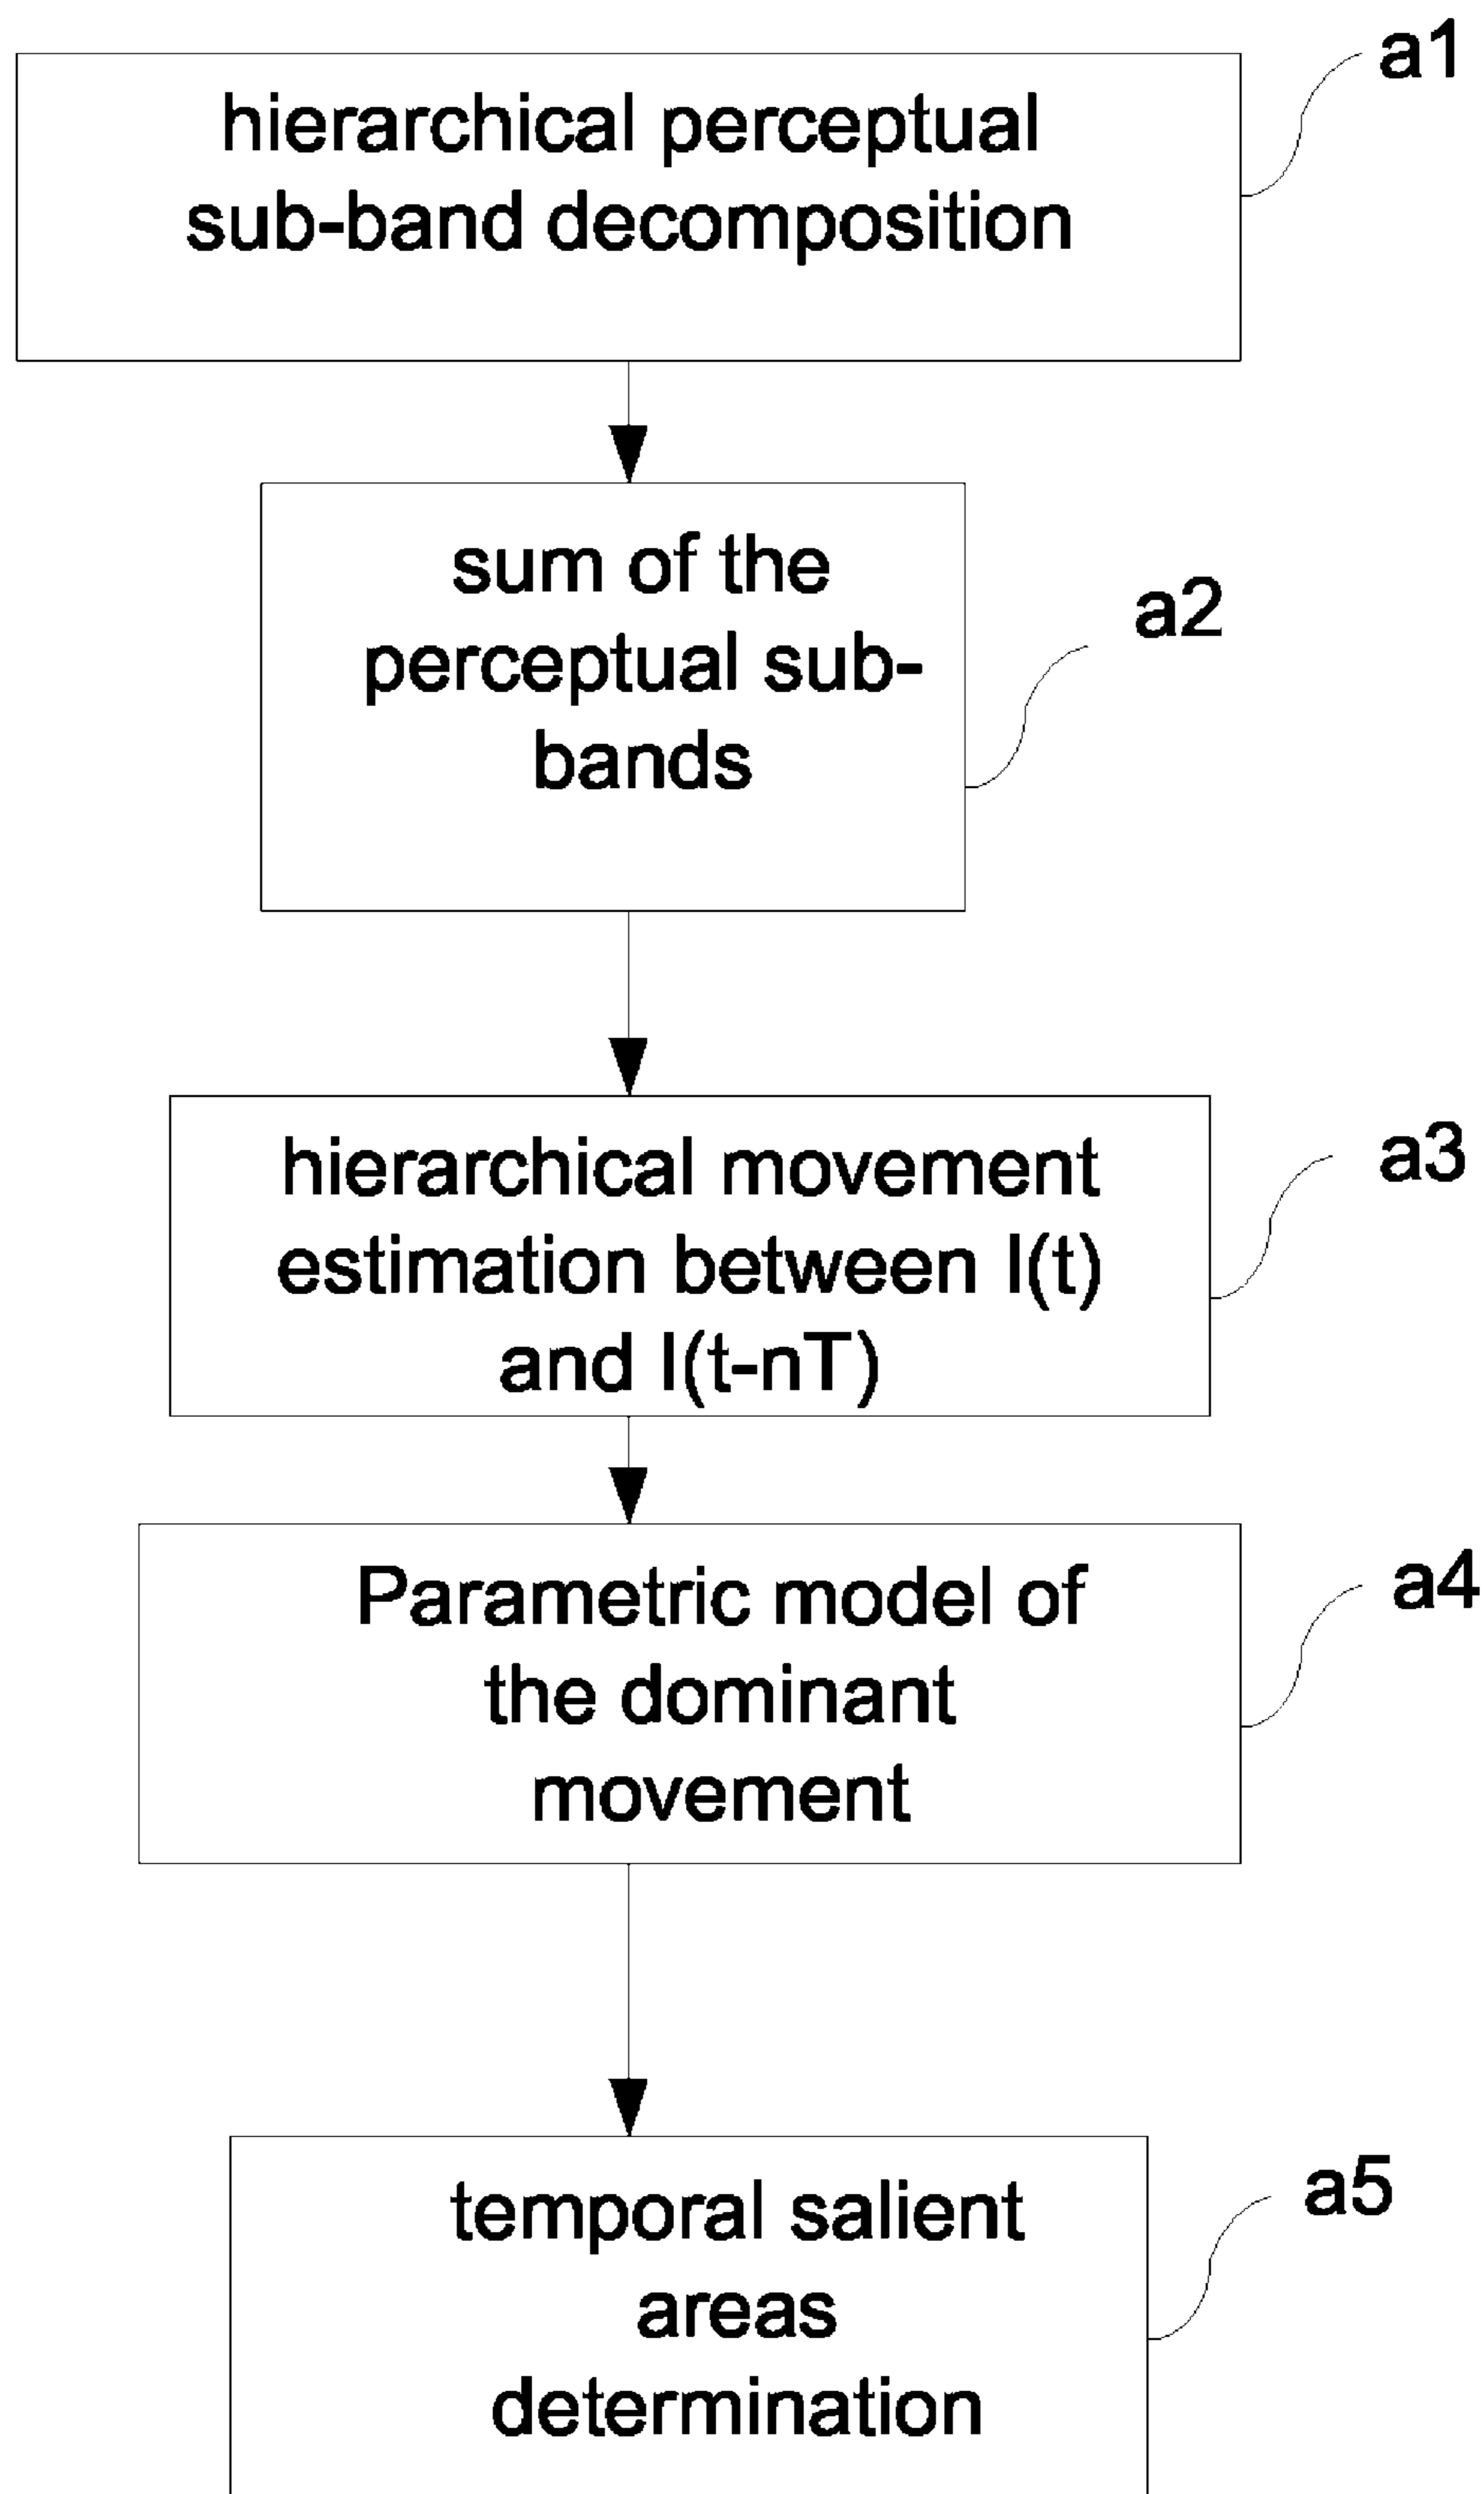 a1
hierarchical perceptual
sub-band decomposition
sum of the
a2
perceptual sub-
bands
hierarchical movement
a3
estimation between I(t)
and I(t-nT)
Parametric model of
a4
the dominant
movement
temporal salient
a5
areas
determination